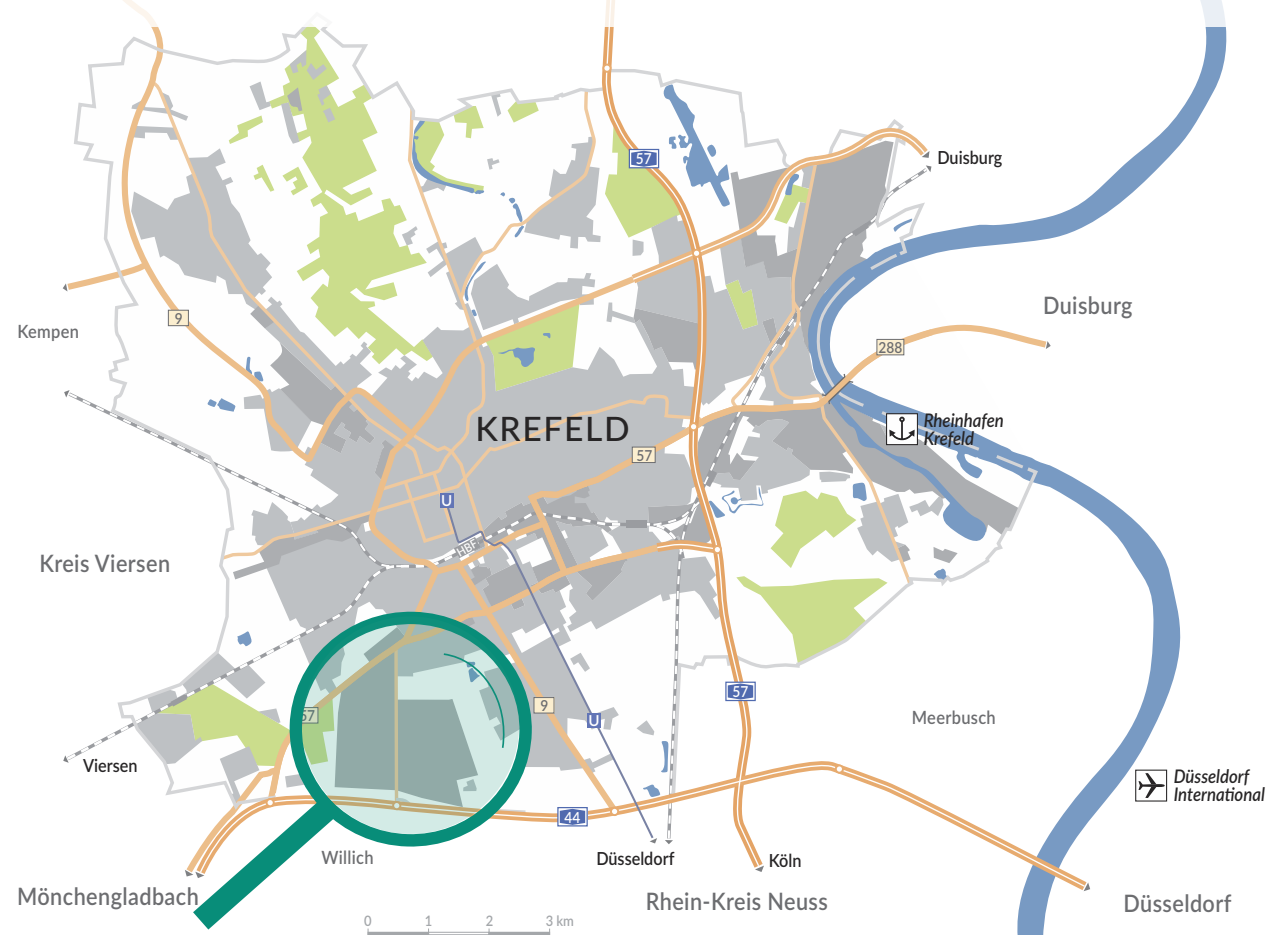 57
Duisburg
Duisburg
9
Kempen
288
Rheinhafen
Krefeld
KREFELD
57
U
HBF
Kreis Viersen
57
9
57
U
Meerbusch
Viersen
Düsseldorf
International
44
Willich
Düsseldorf
Köln
Mönchengladbach
Rhein-Kreis Neuss
Düsseldorf
0 1 2 3 km